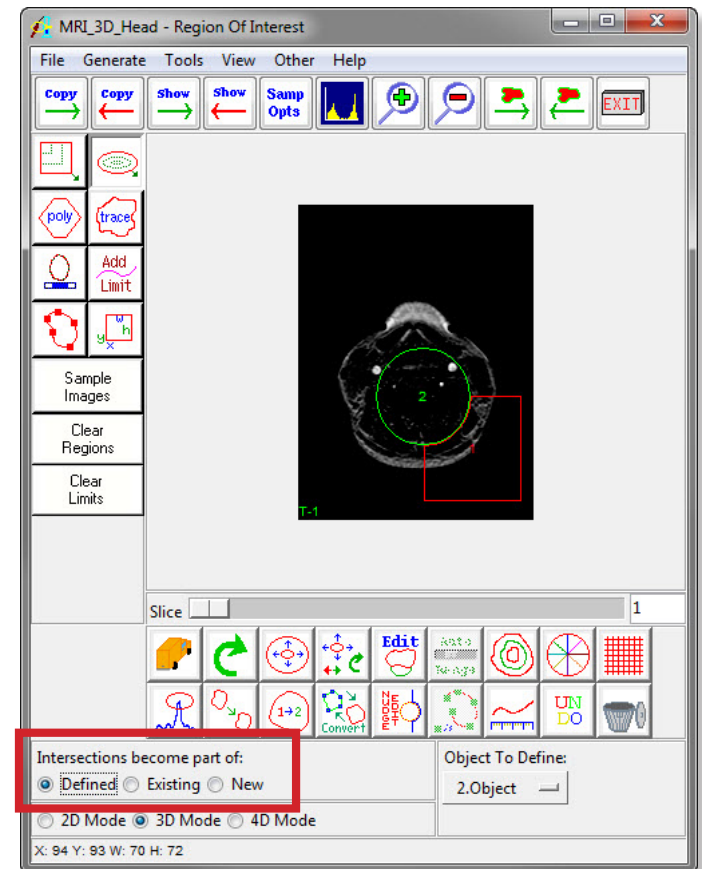 MRI_3D_Head - Region Of Interest
File Generate Tools View Other Help
Copy Copy Show Show Samp Opts EXIT
poly trace
Add Limit
w h y x
Sample Images
Clear Regions
Clear Limits
2
1
T-1
Slice 1
Edit
1→2 Convert NUDGE EDIT UNDO
Intersections become part of:
Defined Existing New
Object To Define:
2.Object
2D Mode 3D Mode 4D Mode
X: 94 Y: 93 W: 70 H: 72